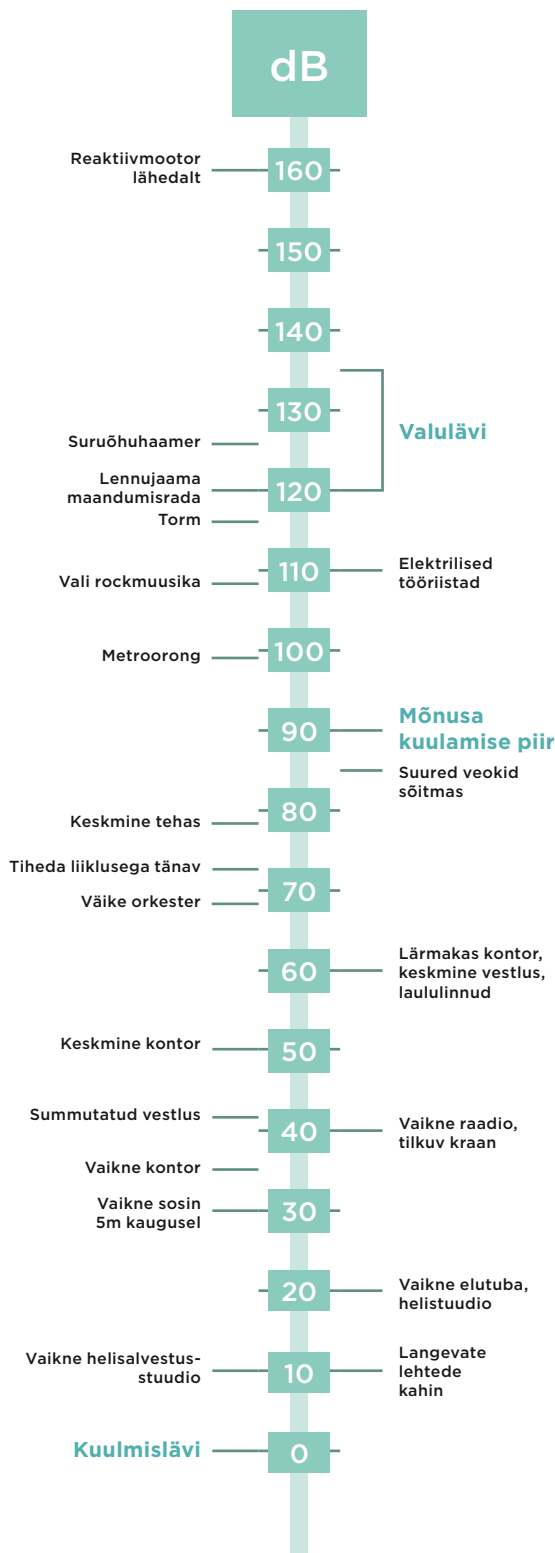 dB
Reaktiivmootor
lähedalt
160
150
140
130
Valulävi
Suruõhuhaamer
Lennujaama
maandumisrada
120
Torm
110
Elektrilised
tööriistad
Vali rockmuusika
Metroorong
100
90
Mõnusa
kuulamise piir
Suured veokid
sõitmas
80
Keskmine tehas
Tiheda liiklusega tänav
70
Väike orkester
60
Lärmakas kontor,
keskmine vestlus,
laululinnud
Keskmine kontor
50
Summutatud vestlus
40
Vaikne raadio,
tilkuv kraan
Vaikne kontor
Vaikne sosin
5m kaugusel
30
20
Vaikne elutuba,
helistuudio
Vaikne helisalvestus-
stuudio
10
Langevate
lehtede
kahin
Kuulmislävi
0